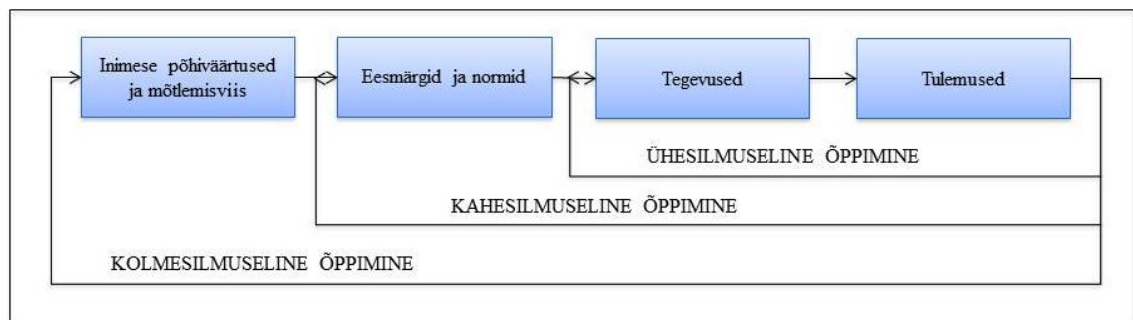 Inimese põhiväärtused
ja mõtlemisviis
Eesmärgid ja normid
Tegevused
Tulemused
ÜHESILMUSELINE ÕPPIMINE
KAHESILMUSELINE ÕPPIMINE
KOLMESILMUSELINE ÕPPIMINE